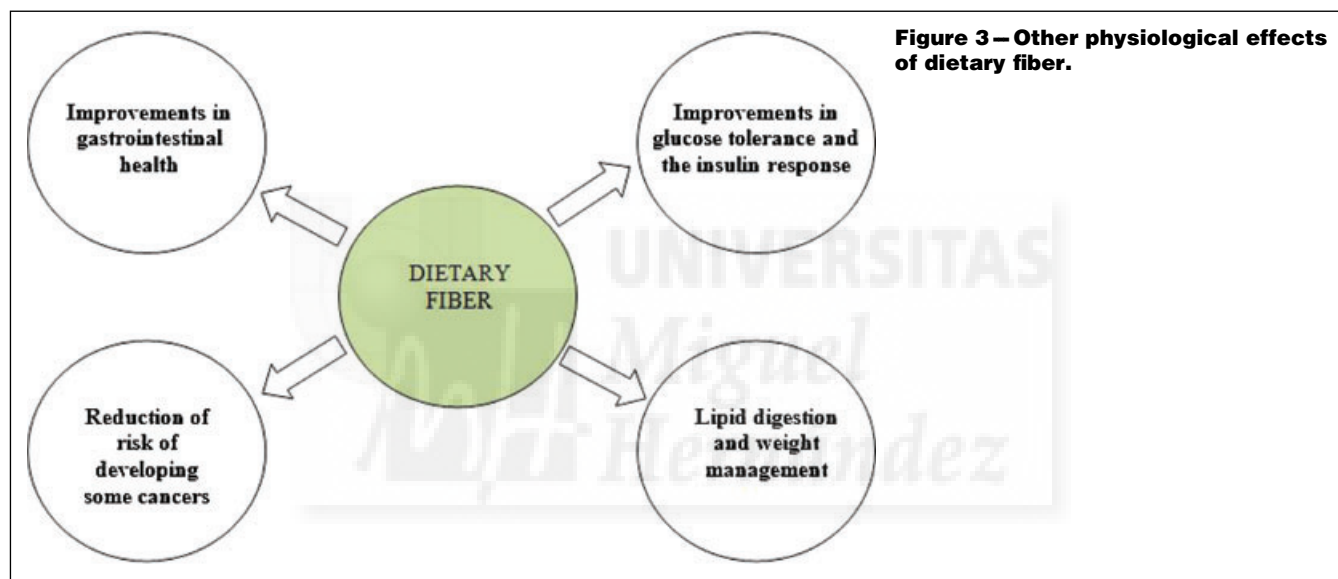 Figure 3—Other physiological effects
of dietary fiber.
Improvements in
gastrointestinal
health
Improvements in
glucose tolerance and
the insulin response
DIETARY
FIBER
Reduction of
risk of
developing
some cancers
Lipid digestion
and weight
management
UNIVERSITAS
Miguel
Hernández